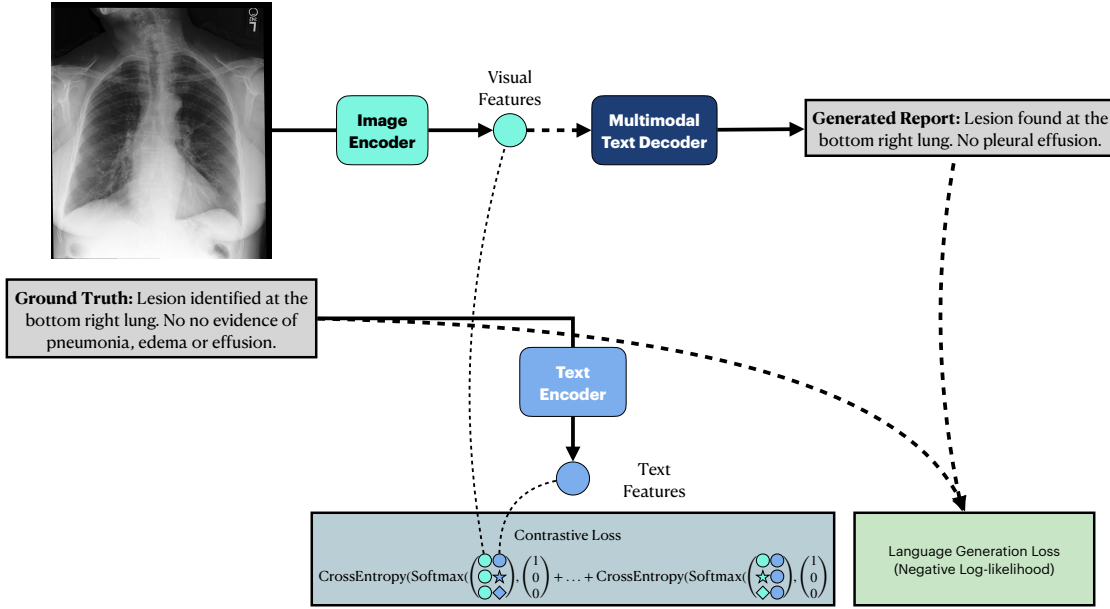 Visual
Features
Image
Encoder
Multimodal
Text Decoder
Generated Report: Lesion found at the
bottom right lung. No pleural effusion.
Ground Truth: Lesion identified at the
bottom right lung. No no evidence of
pneumonia, edema or effusion.
Text
Encoder
Text
Features
Contrastive Loss
CrossEntropy(Softmax( ( ) , ( 1 0 0 ) + … + CrossEntropy(Softmax( ( ) , ( 1 0 0 )
Language Generation Loss
(Negative Log-likelihood)